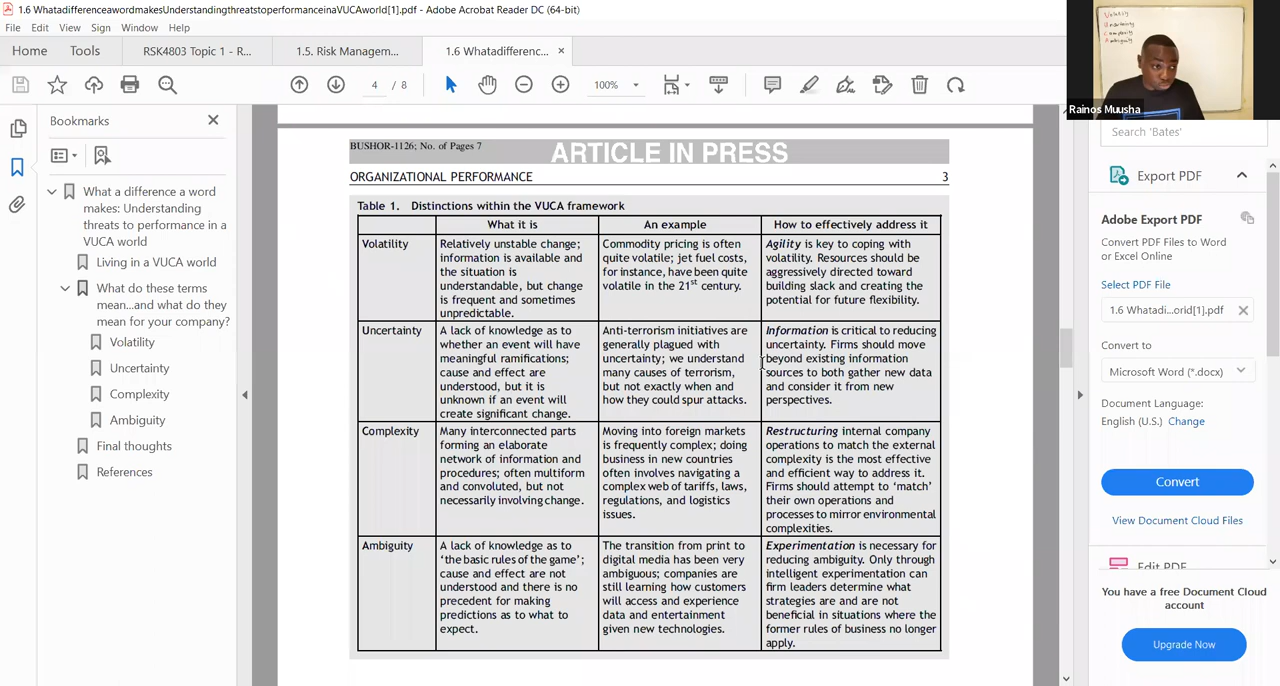 1.6 WhatadifferenceawordmakesUnderstandingthreatstoperformanceinaVUCAworld[1].pdf - Adobe Acrobat Reader DC (64-bit)
File Edit View Sign Window Help
Home Tools RSK4803 Topic 1 - R... 1.5. Risk Managem... 1.6 Whatadifferenc... ×
4 / 8 100%
Bookmarks
What a difference a word
makes: Understanding
threats to performance in a
VUCA world
Living in a VUCA world
What do these terms
mean...and what do they
mean for your company?
Volatility
Uncertainty
Complexity
Ambiguity
Final thoughts
References
BUSHOR-1126; No. of Pages 7
ARTICLE IN PRESS
ORGANIZATIONAL PERFORMANCE 3
Table 1. Distinctions within the VUCA framework
What it is An example How to effectively address it
Volatility
Relatively unstable change;
information is available and
the situation is
understandable, but change
is frequent and sometimes
unpredictable.
Commodity pricing is often
quite volatile; jet fuel costs,
for instance, have been quite
volatile in the 21st century.
Agility is key to coping with
volatility. Resources should be
aggressively directed toward
building slack and creating the
potential for future flexibility.
Uncertainty
A lack of knowledge as to
whether an event will have
meaningful ramifications;
cause and effect are
understood, but it is
unknown if an event will
create significant change.
Anti-terrorism initiatives are
generally plagued with
uncertainty; we understand
many causes of terrorism,
but not exactly when and
how they could spur attacks.
Information is critical to reducing
uncertainty. Firms should move
beyond existing information
sources to both gather new data
and consider it from new
perspectives.
Complexity
Many interconnected parts
forming an elaborate
network of information and
procedures; often multiform
and convoluted, but not
necessarily involving change.
Moving into foreign markets
is frequently complex; doing
business in new countries
often involves navigating a
complex web of tariffs, laws,
regulations, and logistics
issues.
Restructuring internal company
operations to match the external
complexity is the most effective
and efficient way to address it.
Firms should attempt to ‘match’
their own operations and
processes to mirror environmental
complexities.
Ambiguity
A lack of knowledge as to
‘the basic rules of the game’;
cause and effect are not
understood and there is no
precedent for making
predictions as to what to
expect.
The transition from print to
digital media has been very
ambiguous; companies are
still learning how customers
will access and experience
data and entertainment
given new technologies.
Experimentation is necessary for
reducing ambiguity. Only through
intelligent experimentation can
firm leaders determine what
strategies are and are not
beneficial in situations where the
former rules of business no longer
apply.
Volatility
Uncertainty
Complexity
Ambiguity
Rainos Muusha
Search 'Bates'
Export PDF
Adobe Export PDF
Convert PDF Files to Word
or Excel Online
Select PDF File
1.6 Whatadi...orld[1].pdf
Convert to
Microsoft Word (*.docx)
Document Language:
English (U.S.) Change
Convert
View Document Cloud Files
Edit PDF
You have a free Document Cloud
account
Upgrade Now